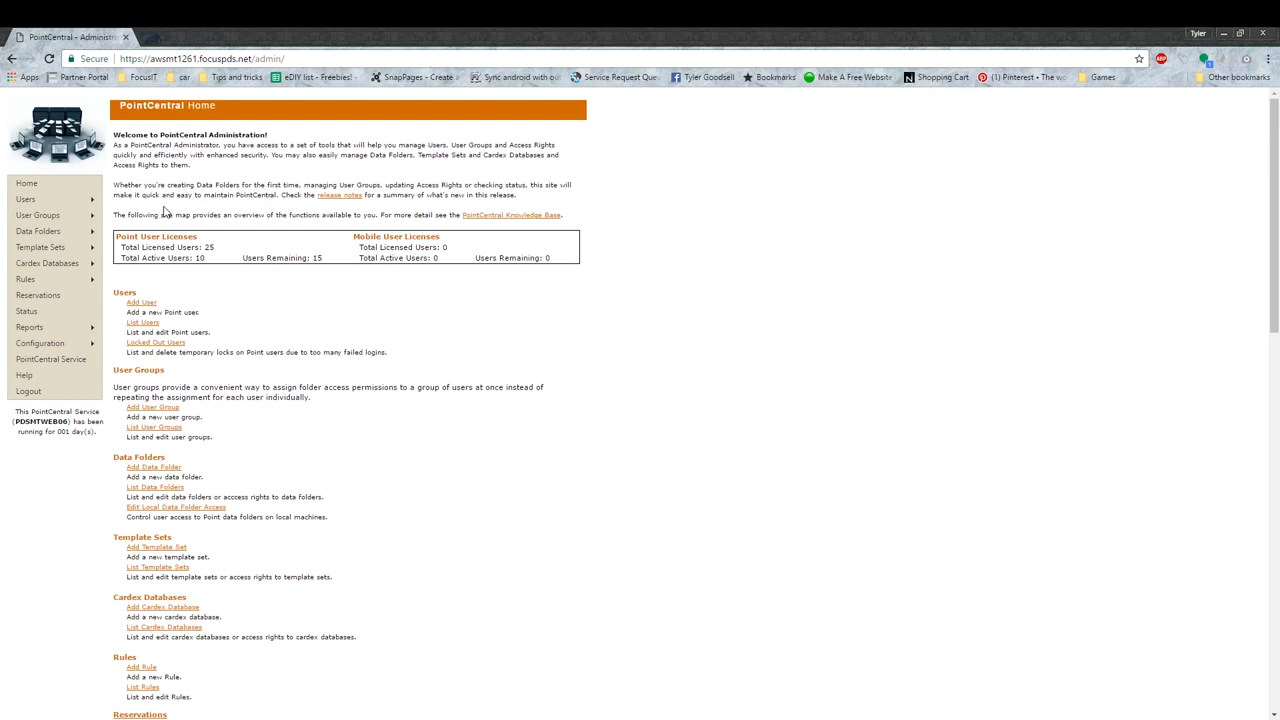 PointCentral - Administr
Tyler
Secure
https://awsmt1261.focuspds.net/admin/
Apps
Partner Portal
FocusIT
car
Tips and tricks
eDIY list - Freebies! -
SnapPages - Create a
Sync android with out
Service Request Que
Tyler Goodsell
Bookmarks
Make A Free Website
Shopping Cart
(1) Pinterest • The wo
Games
Other bookmarks
Home
Users
User Groups
Data Folders
Template Sets
Cardex Databases
Rules
Reservations
Status
Reports
Configuration
PointCentral Service
Help
Logout
This PointCentral Service
(PDSMTWEB06) has been
running for 001 day(s).
PointCentral Home
Welcome to PointCentral Administration!
As a PointCentral Administrator, you have access to a set of tools that will help you manage Users, User Groups and Access Rights
quickly and efficiently with enhanced security. You may also easily manage Data Folders, Template Sets and Cardex Databases and
Access Rights to them.
Whether you're creating Data Folders for the first time, managing User Groups, updating Access Rights or checking status, this site will
make it quick and easy to maintain PointCentral. Check the release notes for a summary of what's new in this release.
The following site map provides an overview of the functions available to you. For more detail see the PointCentral Knowledge Base.
Point User Licenses
Total Licensed Users: 25
Total Active Users: 10 Users Remaining: 15
Mobile User Licenses
Total Licensed Users: 0
Total Active Users: 0 Users Remaining: 0
Users
Add User
Add a new Point user.
List Users
List and edit Point users.
Locked Out Users
List and delete temporary locks on Point users due to too many failed logins.
User Groups
User groups provide a convenient way to assign folder access permissions to a group of users at once instead of
repeating the assignment for each user individually.
Add User Group
Add a new user group.
List User Groups
List and edit user groups.
Data Folders
Add Data Folder
Add a new data folder.
List Data Folders
List and edit data folders or acccess rights to data folders.
Edit Local Data Folder Access
Control user access to Point data folders on local machines.
Template Sets
Add Template Set
Add a new template set.
List Template Sets
List and edit template sets or access rights to template sets.
Cardex Databases
Add Cardex Database
Add a new cardex database.
List Cardex Databases
List and edit cardex databases or access rights to cardex databases.
Rules
Add Rule
Add a new Rule.
List Rules
List and edit Rules.
Reservations